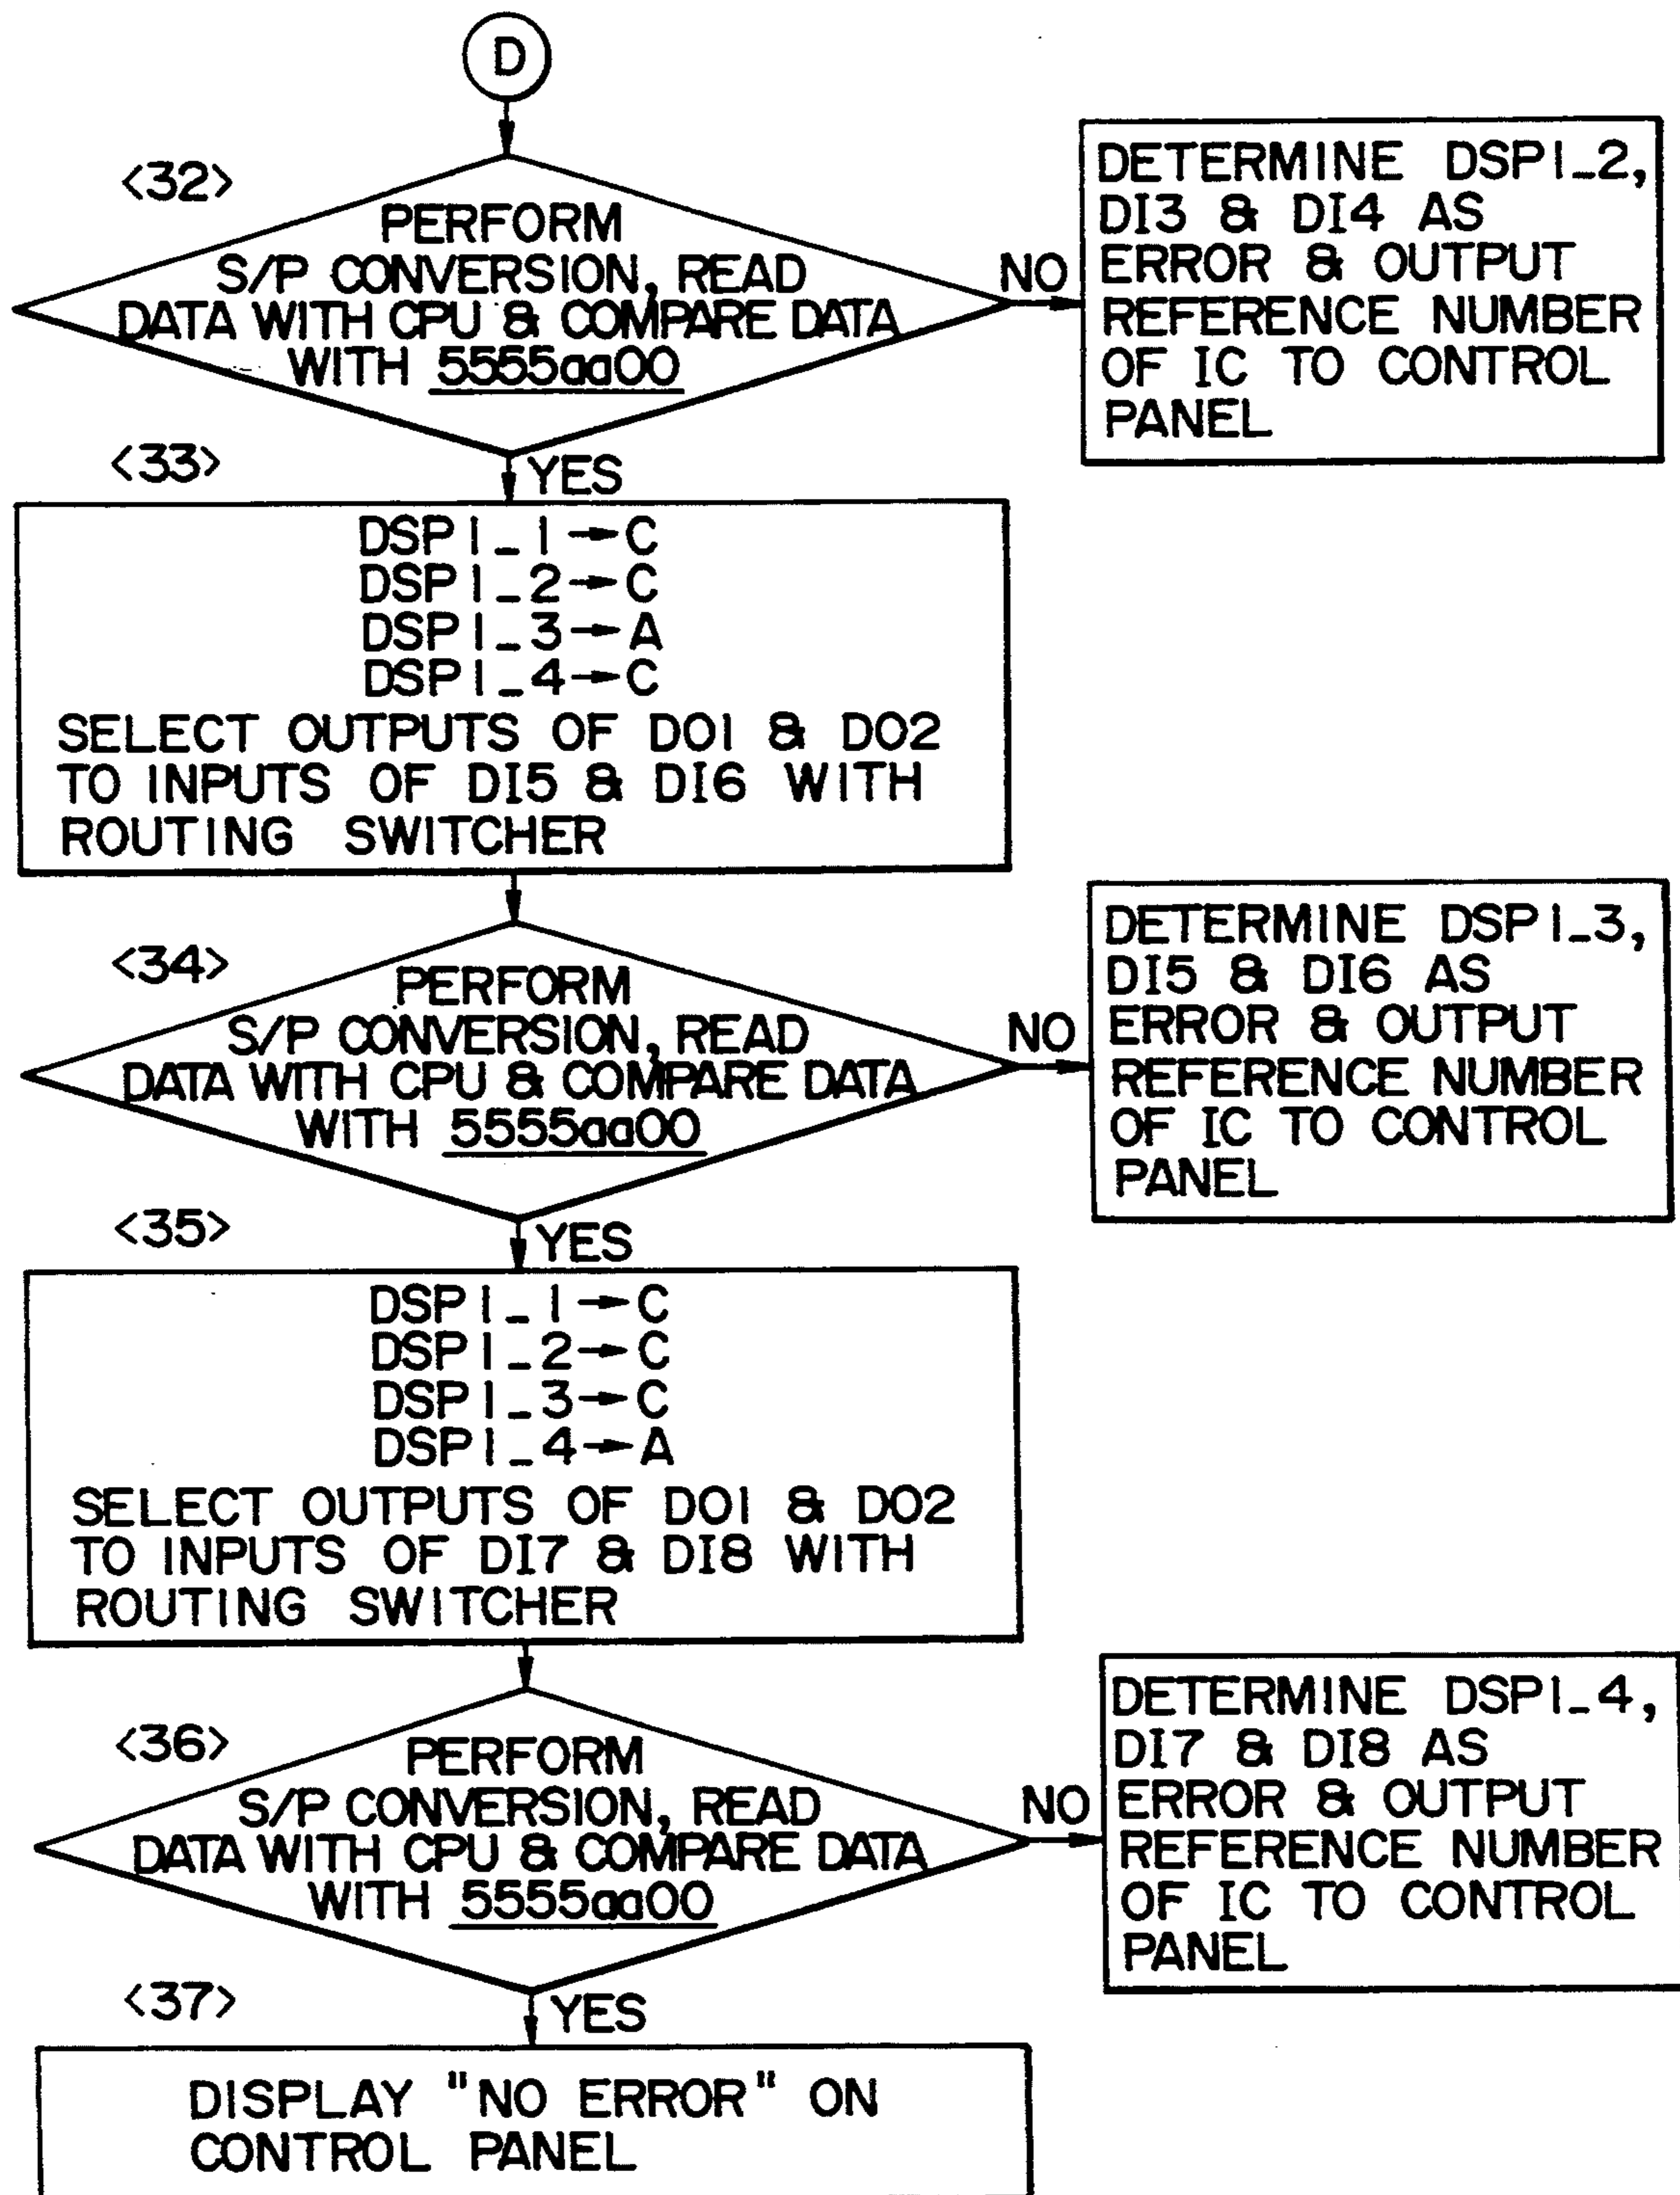 D
<32>
PERFORM
S/P CONVERSION, READ
DATA WITH CPU & COMPARE DATA
WITH 5555aa00
NO
DETERMINE DSP1_2,
DI3 & DI4 AS
ERROR & OUTPUT
REFERENCE NUMBER
OF IC TO CONTROL
PANEL
<33>
YES
DSP1_1→C
DSP1_2→C
DSP1_3→A
DSP1_4→C
SELECT OUTPUTS OF DO1 & DO2
TO INPUTS OF DI5 & DI6 WITH
ROUTING SWITCHER
<34>
PERFORM
S/P CONVERSION, READ
DATA WITH CPU & COMPARE DATA
WITH 5555aa00
NO
DETERMINE DSP1_3,
DI5 & DI6 AS
ERROR & OUTPUT
REFERENCE NUMBER
OF IC TO CONTROL
PANEL
<35>
YES
DSP1_1→C
DSP1_2→C
DSP1_3→C
DSP1_4→A
SELECT OUTPUTS OF DO1 & DO2
TO INPUTS OF DI7 & DI8 WITH
ROUTING SWITCHER
<36>
PERFORM
S/P CONVERSION, READ
DATA WITH CPU & COMPARE DATA
WITH 5555aa00
NO
DETERMINE DSP1_4,
DI7 & DI8 AS
ERROR & OUTPUT
REFERENCE NUMBER
OF IC TO CONTROL
PANEL
<37>
YES
DISPLAY "NO ERROR" ON
CONTROL PANEL